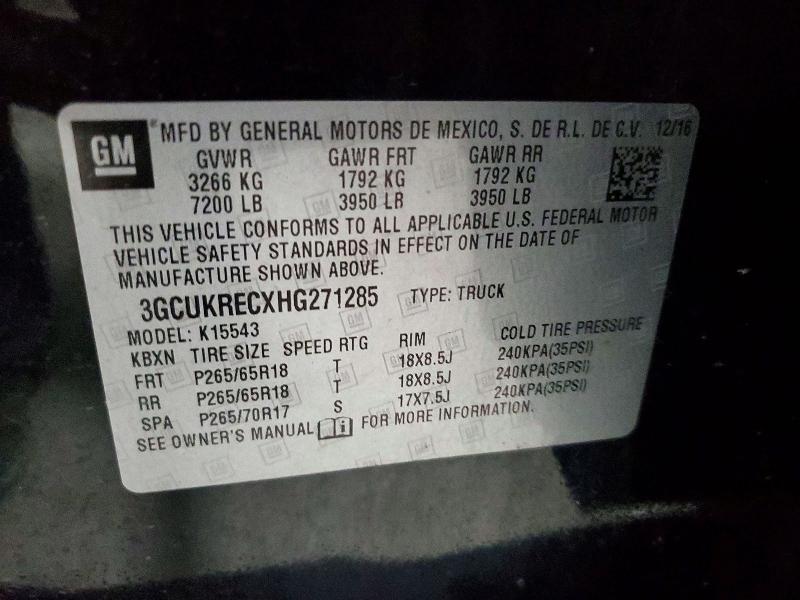 GM
MFD BY GENERAL MOTORS DE MEXICO, S. DE R.L. DE C.V. 12/16
GVWR GAWR FRT GAWR RR
3266 KG 1792 KG 1792 KG
7200 LB 3950 LB 3950 LB
THIS VEHICLE CONFORMS TO ALL APPLICABLE U.S. FEDERAL MOTOR
VEHICLE SAFETY STANDARDS IN EFFECT ON THE DATE OF
MANUFACTURE SHOWN ABOVE.
3GCUKRECXHG271285 TYPE: TRUCK
MODEL: K15543
KBXN TIRE SIZE SPEED RTG RIM COLD TIRE PRESSURE
FRT P265/65R18 T 18X8.5J 240KPA(35PSI)
RR P265/65R18 T 18X8.5J 240KPA(35PSI)
SPA P265/70R17 S 17X7.5J 240KPA(35PSI)
SEE OWNER'S MANUAL i FOR MORE INFORMATION.